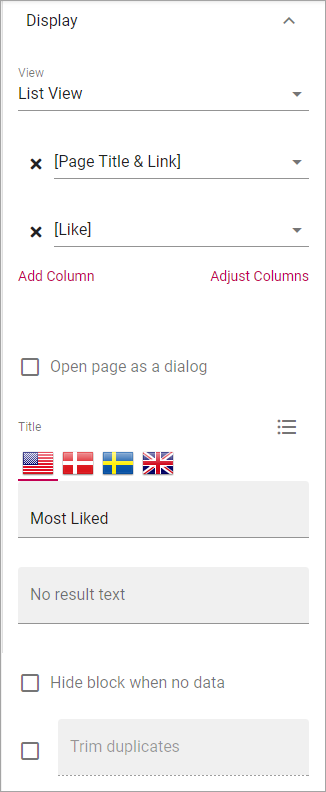 Display
View
List View
[Page Title & Link]
[Like]
Add Column Adjust Columns
Open page as a dialog
Title
Most Liked
No result text
Hide block when no data
Trim duplicates